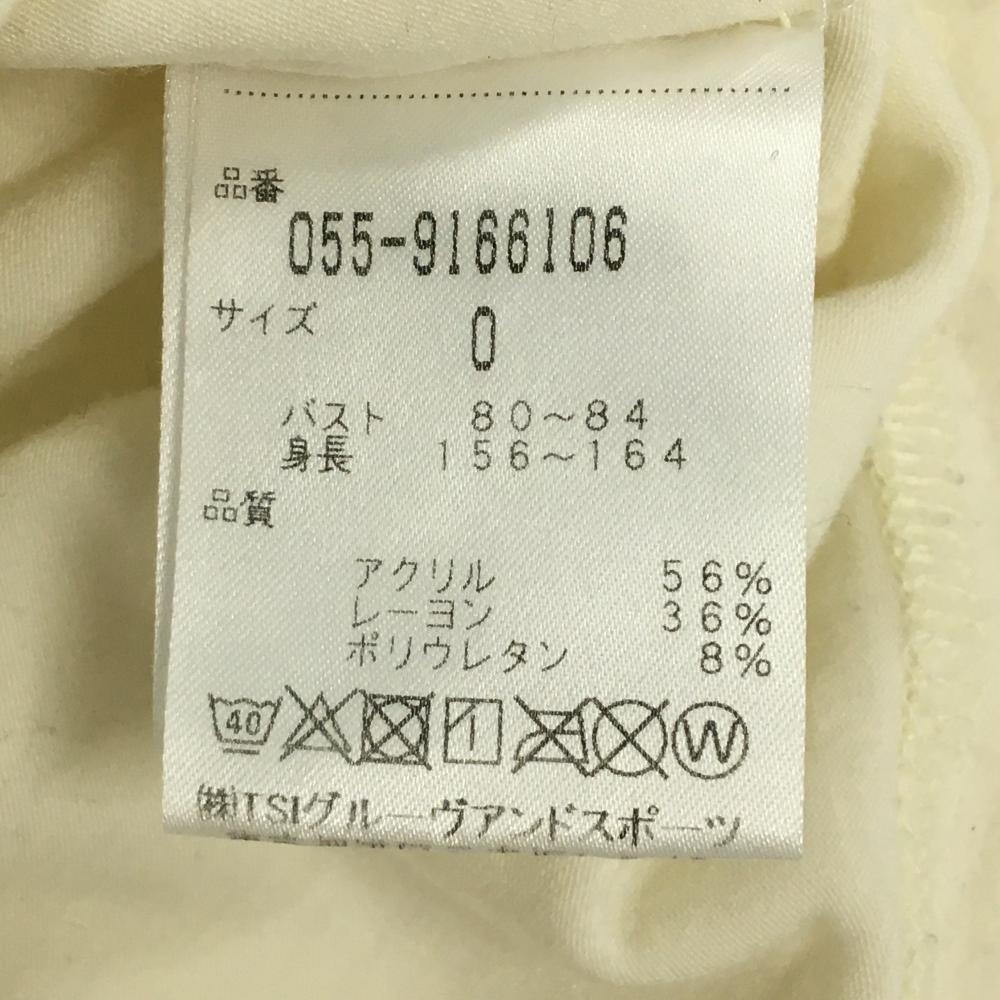 品番
055-9166106
サイズ
0
バスト 80~84
身長 156~164
品質
アクリル 56%
レーヨン 36%
ポリウレタン 8%
40 W
㈱TSIグルーヴアンドスポーツ